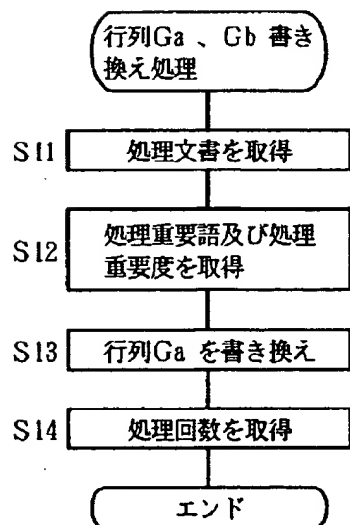 行列Ga 、Gb 書き
換え処理
S11
処理文書を取得
S12
処理重要語及び処理
重要度を取得
S13
行列Ga を書き換え
S14
処理回数を取得
エンド